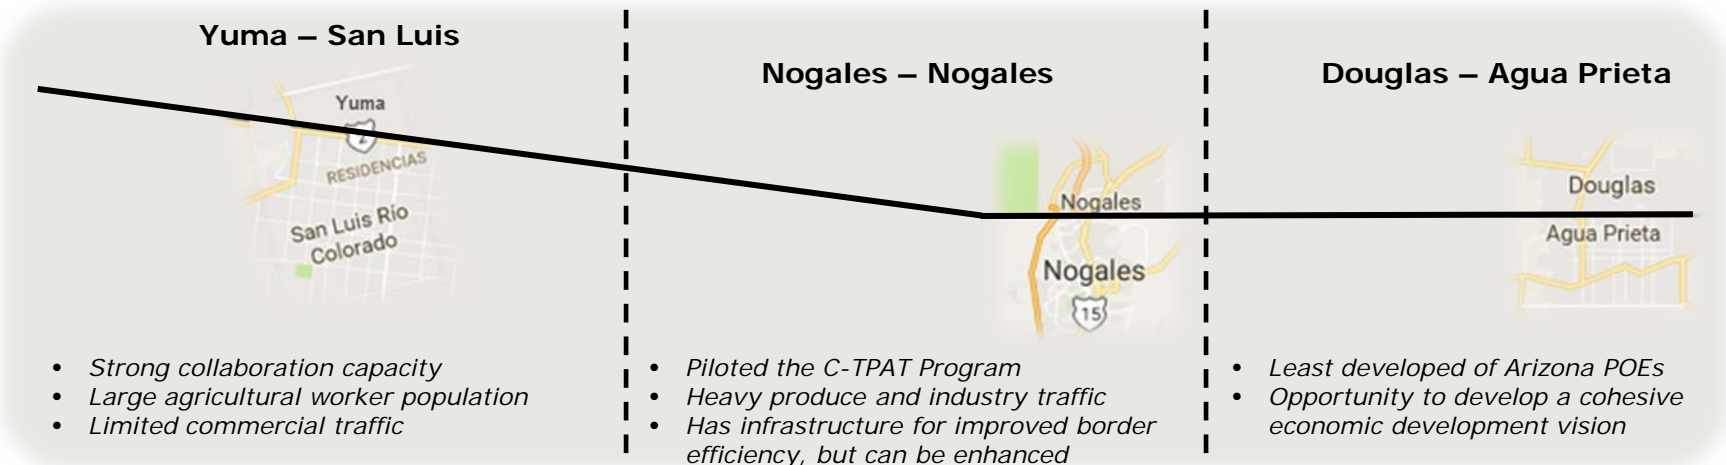 Yuma – San Luis
Yuma
2
RESIDENCIAS
San Luis Río
Colorado
• Strong collaboration capacity
• Large agricultural worker population
• Limited commercial traffic
Nogales – Nogales
Nogales
Nogales
15
• Piloted the C-TPAT Program
• Heavy produce and industry traffic
• Has infrastructure for improved border
efficiency, but can be enhanced
Douglas – Agua Prieta
Douglas
Agua Prieta
• Least developed of Arizona POEs
• Opportunity to develop a cohesive
economic development vision